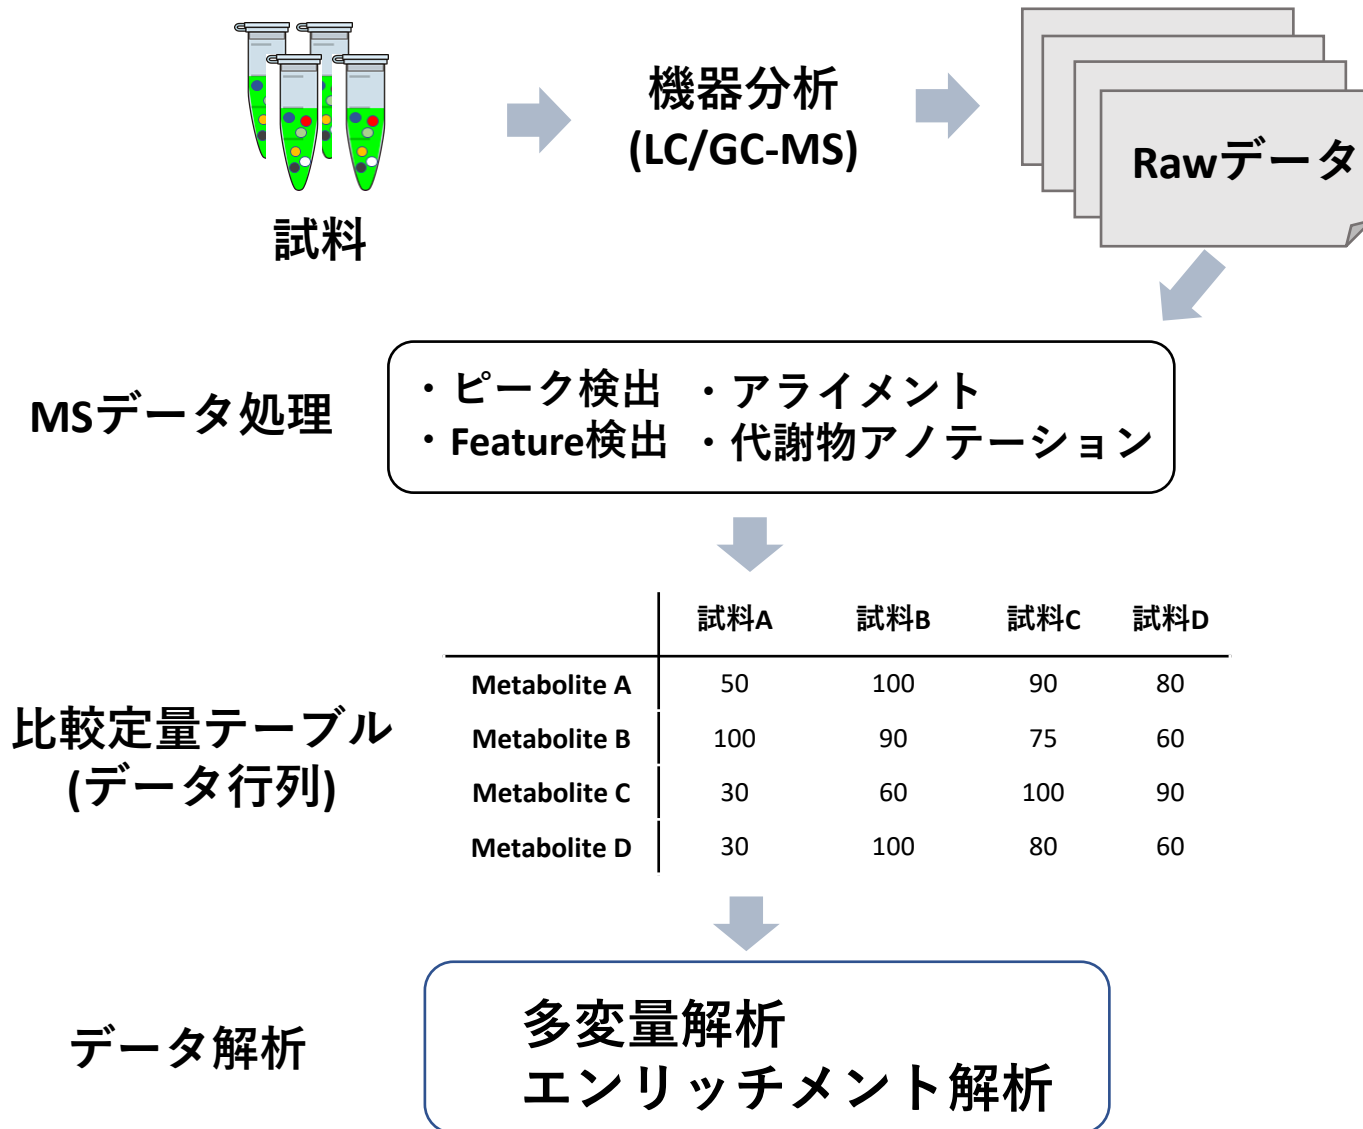 機器分析
(LC/GC-MS)
Rawデータ
試料
MSデータ処理
・ピーク検出 ・アライメント
・Feature検出 ・代謝物アノテーション
試料A 試料B 試料C 試料D
Metabolite A 50 100 90 80
Metabolite B 100 90 75 60
Metabolite C 30 60 100 90
Metabolite D 30 100 80 60
比較定量テーブル
(データ行列)
データ解析
多変量解析
エンリッチメント解析